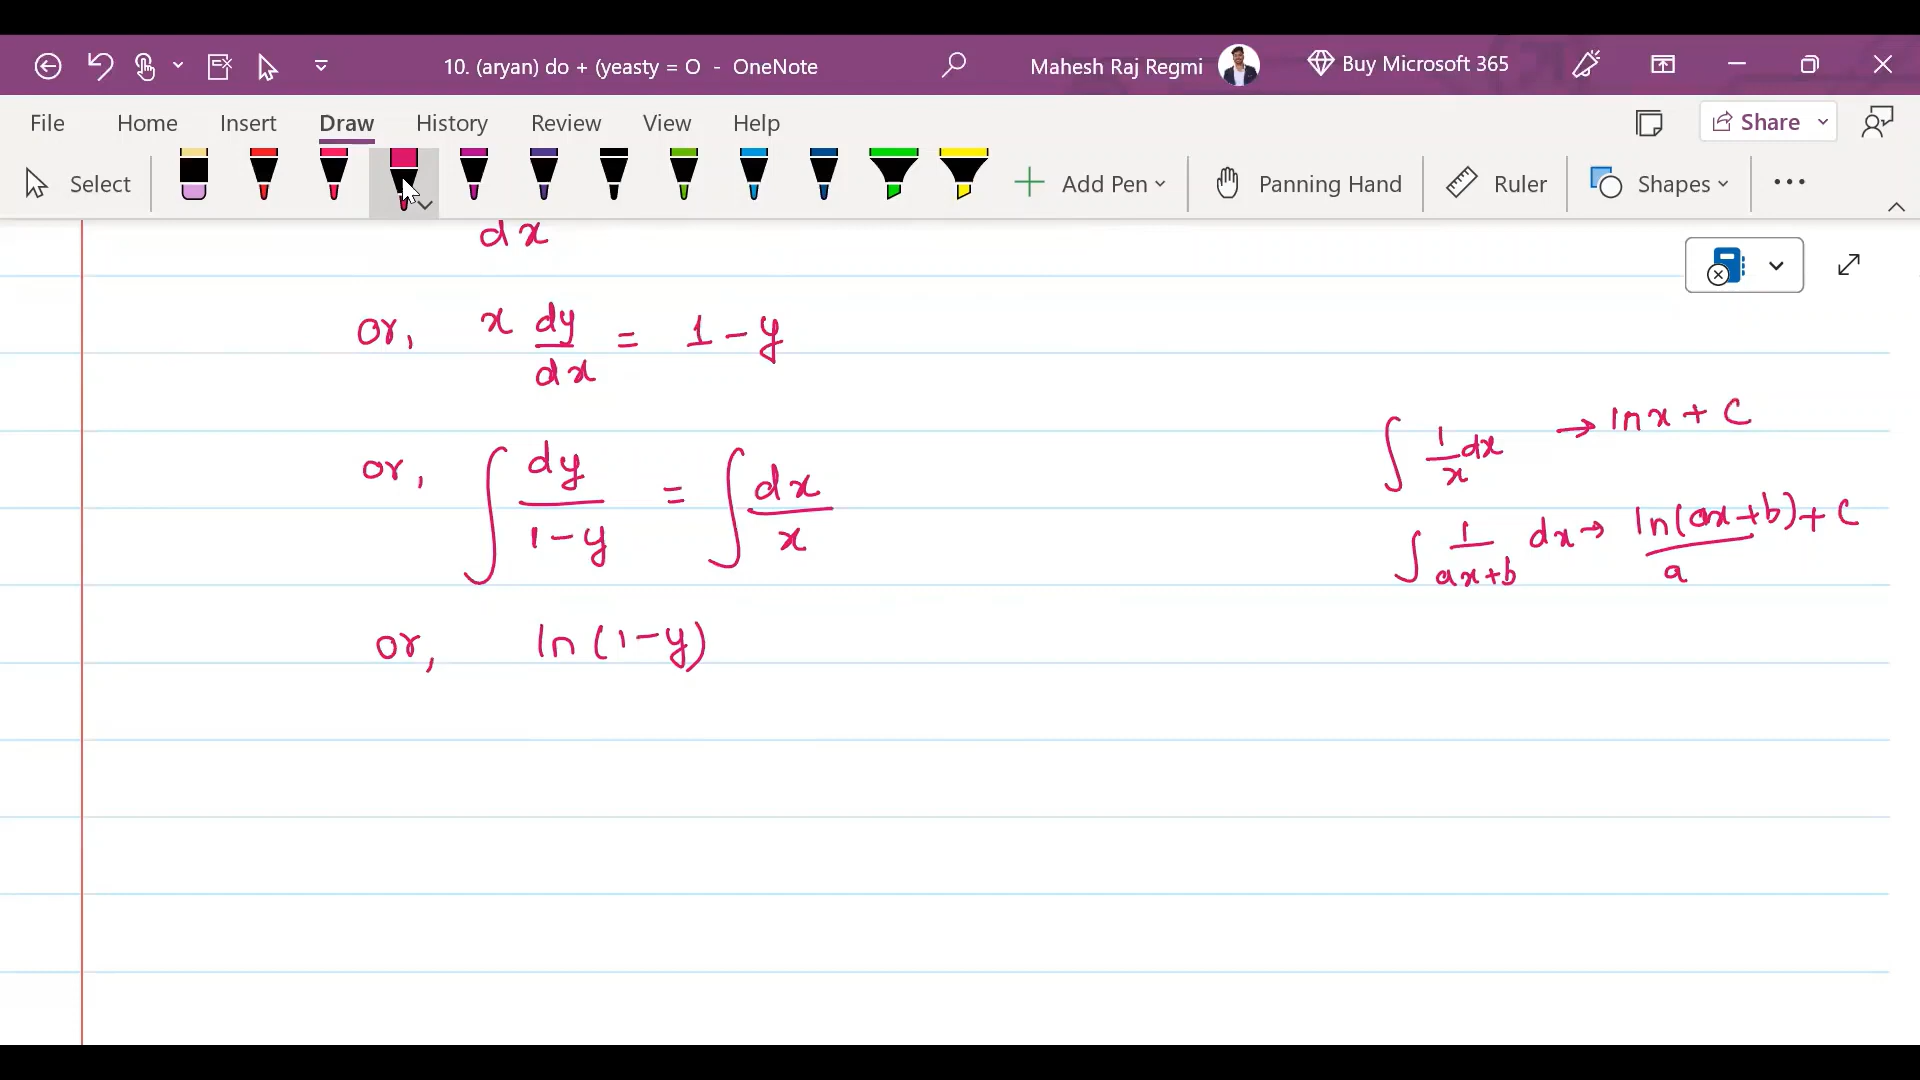 10. (aryan) do + (yeasty = O - OneNote
Mahesh Raj Regmi
Buy Microsoft 365
File Home Insert Draw History Review View Help
Share
Select
Add Pen
Panning Hand
Ruler
Shapes
dx
or, x dy/dx = 1 - y
or, ∫ dy/(1-y) = ∫ dx/x
or, ln (1-y)
∫ 1/x dx → ln x + C
∫ 1/(ax+b) dx → ln(ax+b)/a + C